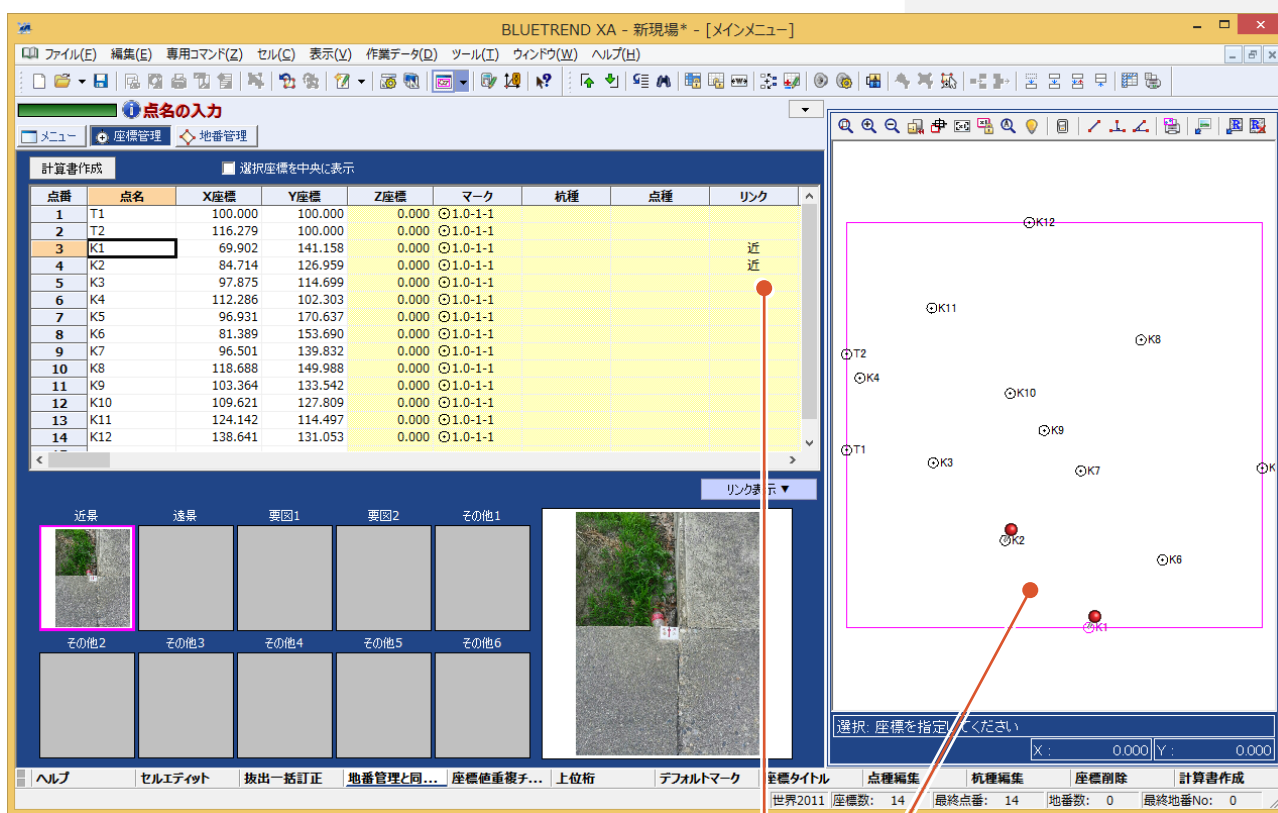 BLUETREND XA - 新現場* - [メインメニュー]
ファイル(F) 編集(E) 専用コマンド(Z) セル(C) 表示(V) 作業データ(D) ツール(T) ウィンドウ(W) ヘルプ(H)
点名の入力
メニュー 座標管理 地番管理
計算書作成 選択座標を中央に表示
点番 点名 X座標 Y座標 Z座標 マーク 杭種 点種 リンク
1 T1 100.000 100.000 0.000 ⊙1.0-1-1
2 T2 116.279 100.000 0.000 ⊙1.0-1-1
3 K1 69.902 141.158 0.000 ⊙1.0-1-1 近
4 K2 84.714 126.959 0.000 ⊙1.0-1-1 近
5 K3 97.875 114.699 0.000 ⊙1.0-1-1
6 K4 112.286 102.303 0.000 ⊙1.0-1-1
7 K5 96.931 170.637 0.000 ⊙1.0-1-1
8 K6 81.389 153.690 0.000 ⊙1.0-1-1
9 K7 96.501 139.832 0.000 ⊙1.0-1-1
10 K8 118.688 149.988 0.000 ⊙1.0-1-1
11 K9 103.364 133.542 0.000 ⊙1.0-1-1
12 K10 109.621 127.809 0.000 ⊙1.0-1-1
13 K11 124.142 114.497 0.000 ⊙1.0-1-1
14 K12 138.641 131.053 0.000 ⊙1.0-1-1
リンク表示 ▼
近景 遠景 要図1 要図2 その他1
その他2 その他3 その他4 その他5 その他6
K12
K11
K8
T2
K4
K10
K9
T1
K3
K7
K
K2
K6
K1
選択: 座標を指定してください
X : 0.000 Y : 0.000
ヘルプ セルエディット 抜出一括訂正 地番管理と同... 座標値重複チ... 上位桁 デフォルトマーク 座標タイトル 点種編集 杭種編集 座標削除 計算書作成
世界2011 座標数: 14 最終点番: 14 地番数: 0 最終地番No: 0